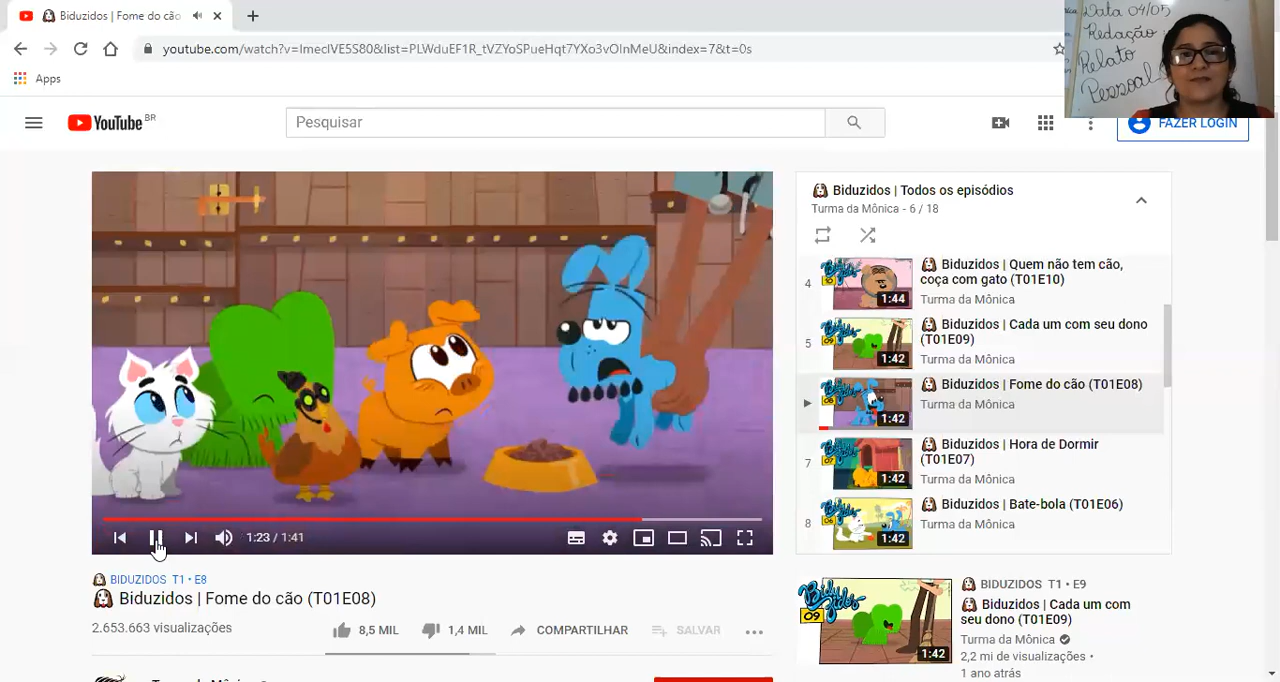 Biduzidos | Fome do cão
youtube.com/watch?v=ImecIVE5S80&list=PLWduEF1R_tVZYoSPueHqt7YXo3vOlnMeU&index=7&t=0s
Apps
Data 04/05
Redação
Relato
Pessoal
YouTube BR
Pesquisar
FAZER LOGIN
Biduzidos | Todos os episódios
Turma da Mônica - 6 / 18
4
Biduzidos | Quem não tem cão,
coça com gato (T01E10)
Turma da Mônica
1:44
5
Biduzidos | Cada um com seu dono
(T01E09)
Turma da Mônica
1:42
Biduzidos | Fome do cão (T01E08)
Turma da Mônica
1:42
7
Biduzidos | Hora de Dormir
(T01E07)
Turma da Mônica
1:42
8
Biduzidos | Bate-bola (T01E06)
Turma da Mônica
1:42
1:23 / 1:41
BIDUZIDOS T1 • E8
Biduzidos | Fome do cão (T01E08)
2.653.663 visualizações
8,5 MIL
1,4 MIL
COMPARTILHAR
SALVAR
Biduzidos
09
1:42
BIDUZIDOS T1 • E9
Biduzidos | Cada um com
seu dono (T01E09)
Turma da Mônica
2,2 mi de visualizações •
1 ano atrás